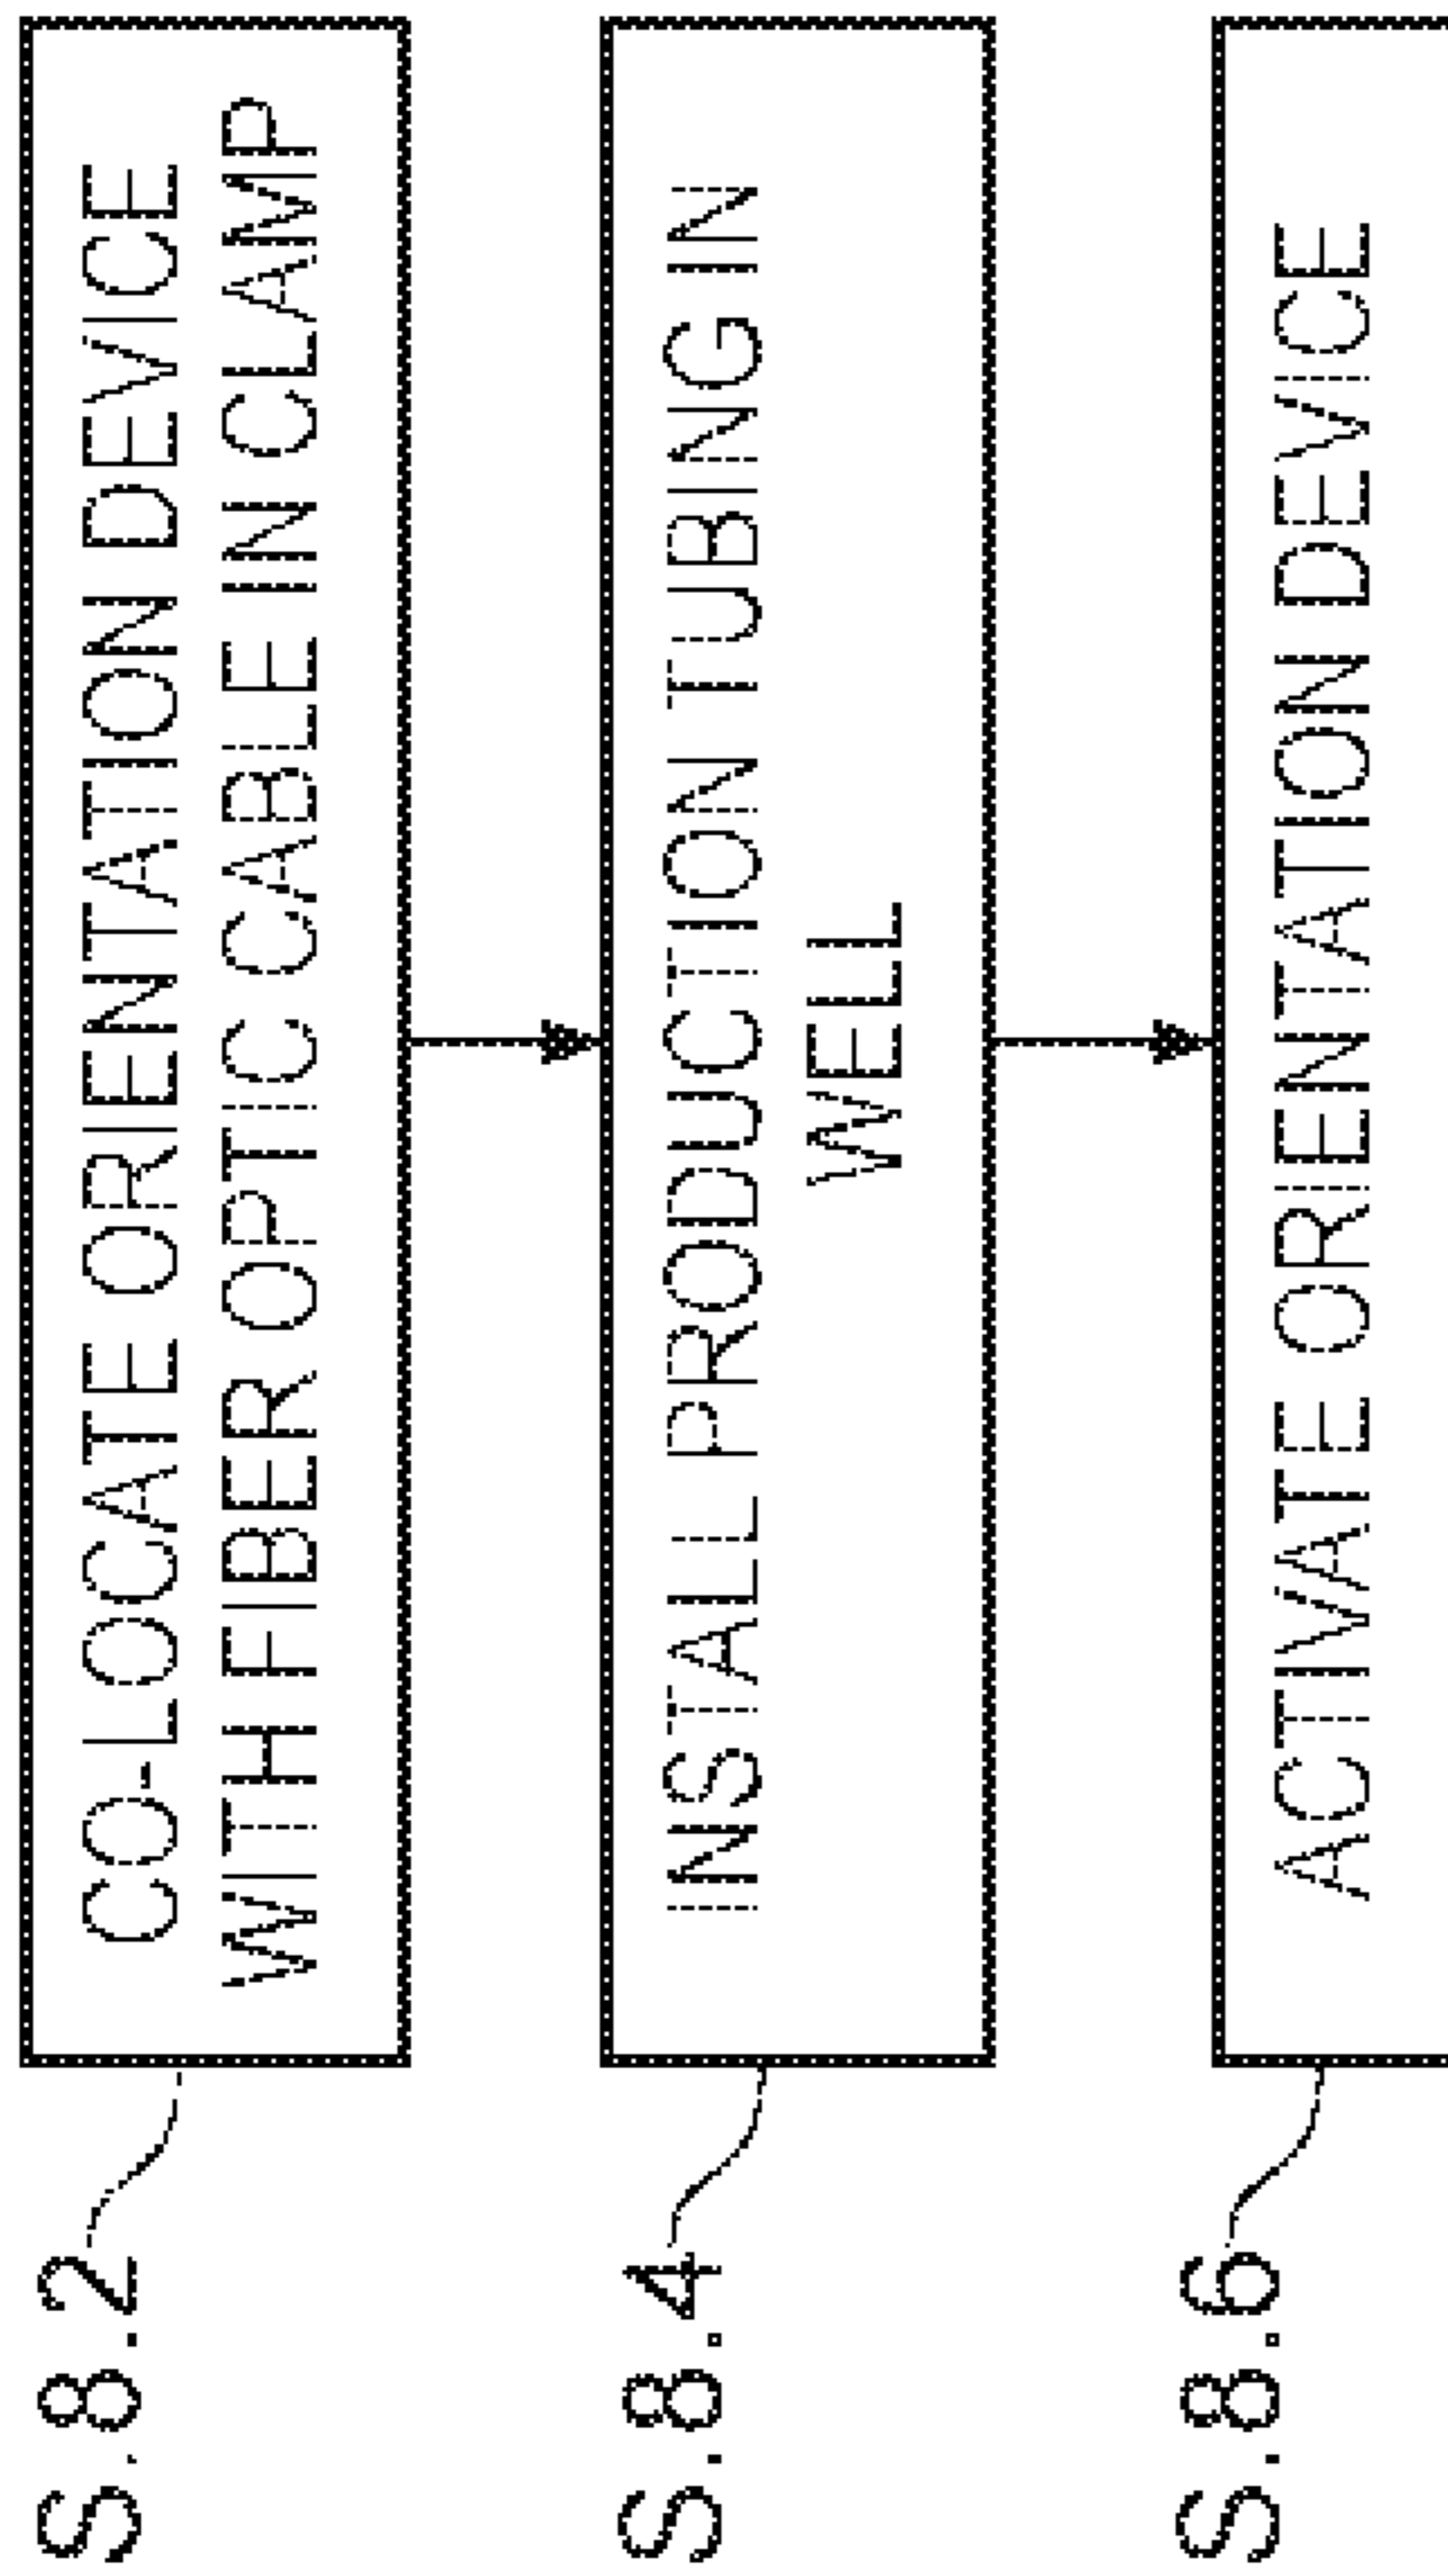 S.8.2
CO-LOCATE ORIENTATION DEVICE
WITH FIBER OPTIC CABLE IN CLAMP
S.8.4
INSTALL PRODUCTION TUBING IN
WELL
S.8.6
ACTIVATE ORIENTATION DEVICE